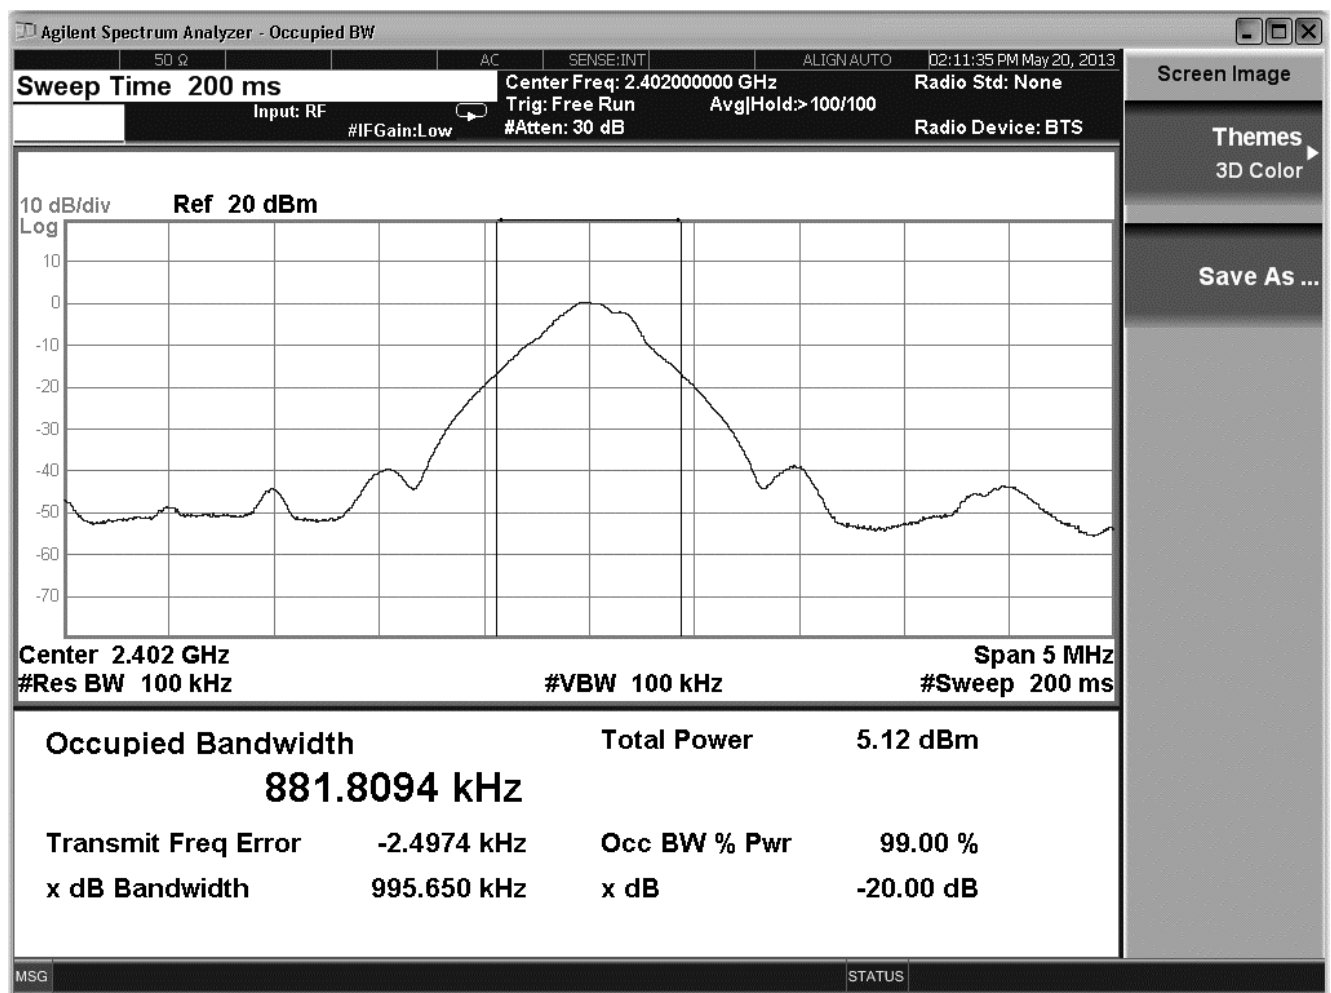 Agilent Spectrum Analyzer - Occupied BW
50 Ω AC SENSE:INT ALIGN AUTO 02:11:35 PM May 20, 2013
Sweep Time 200 ms
Center Freq: 2.402000000 GHz
Radio Std: None
Input: RF
Trig: Free Run
Avg|Hold:>100/100
#IFGain:Low
#Atten: 30 dB
Radio Device: BTS
Screen Image
Themes
3D Color
Save As ...
10 dB/div
Ref 20 dBm
Log
10
0
-10
-20
-30
-40
-50
-60
-70
Center 2.402 GHz
Span 5 MHz
#Res BW 100 kHz
#VBW 100 kHz
#Sweep 200 ms
Occupied Bandwidth
Total Power 5.12 dBm
881.8094 kHz
Transmit Freq Error -2.4974 kHz
Occ BW % Pwr 99.00 %
x dB Bandwidth 995.650 kHz
x dB -20.00 dB
MSG
STATUS